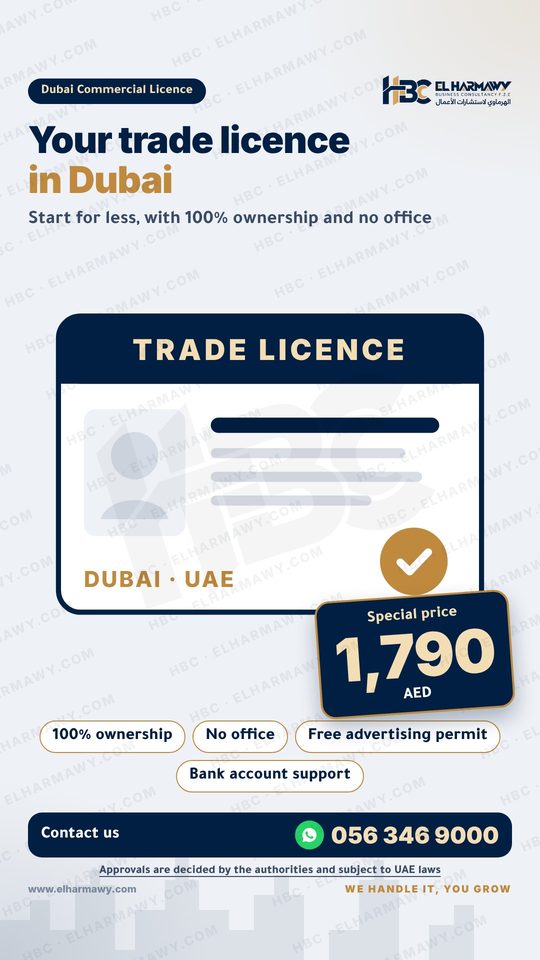 Dubai Commercial Licence
HBC EL HARMAWY
BUSINESS CONSULTANCY F.Z.E
الهرماوي لاستشارات الأعمال
Your trade licence
in Dubai
Start for less, with 100% ownership and no office
TRADE LICENCE
DUBAI · UAE
Special price
1,790
AED
100% ownership
No office
Free advertising permit
Bank account support
Contact us
056 346 9000
Approvals are decided by the authorities and subject to UAE laws
www.elharmawy.com
WE HANDLE IT, YOU GROW
HBC · ELHARMAWY.COM